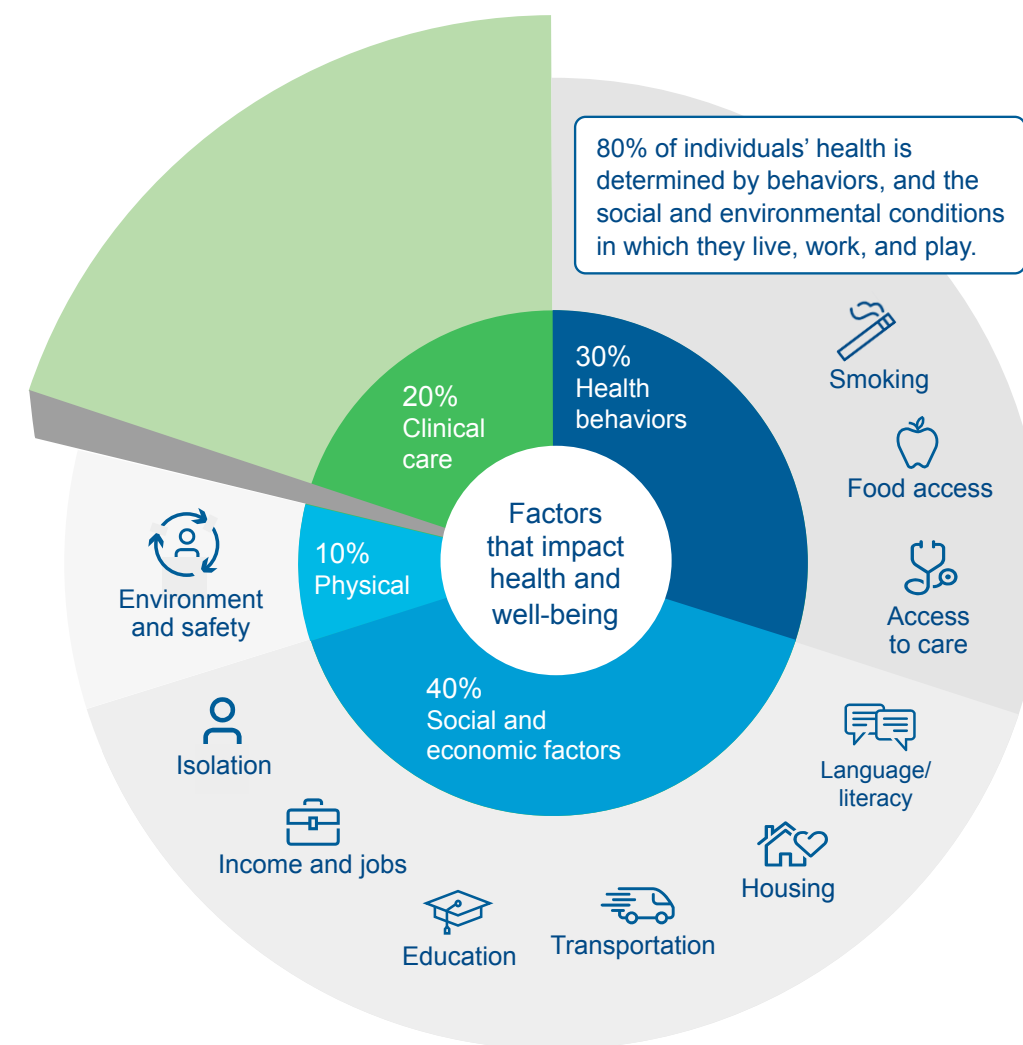 80% of individuals’ health is
determined by behaviors, and the
social and environmental conditions
in which they live, work, and play.
30%
Health
behaviors
20%
Clinical
care
Smoking
Food access
Factors
that impact
health and
well-being
10%
Physical
Environment
and safety
Access
to care
40%
Social and
economic factors
Isolation
Language/
literacy
Income and jobs
Housing
Education
Transportation